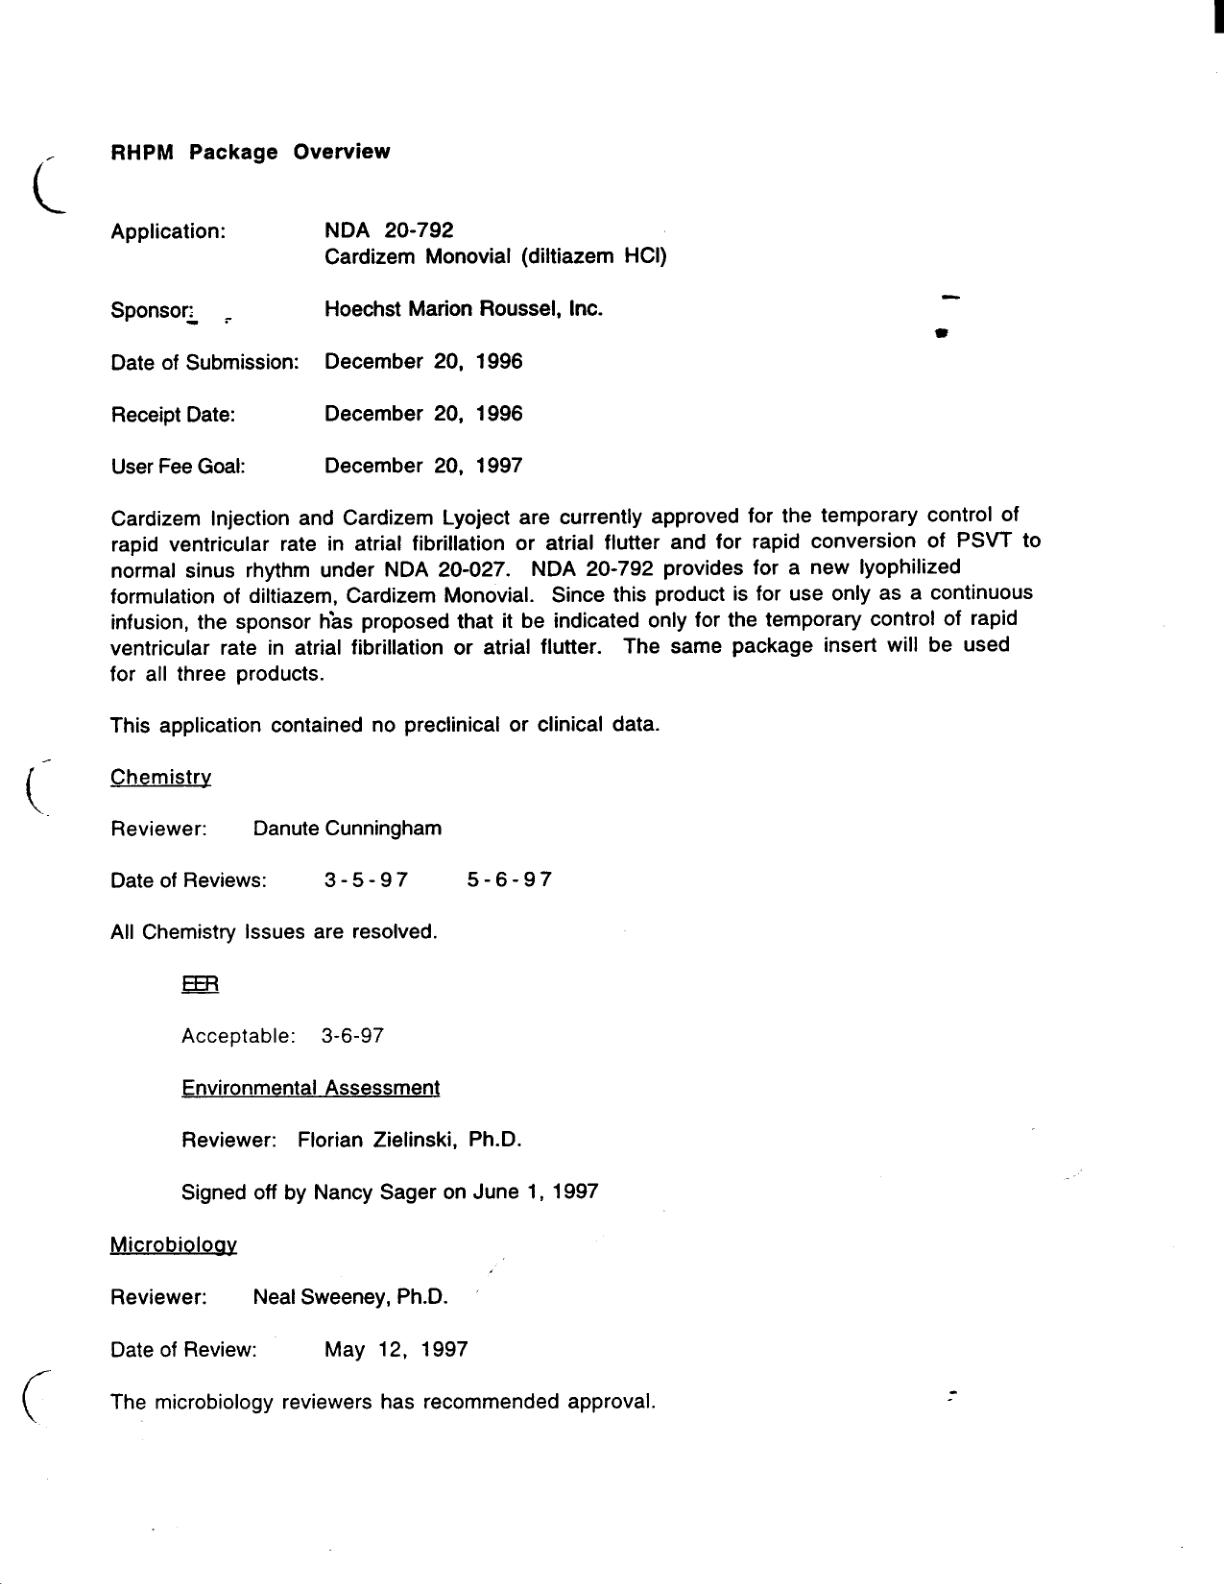 RHPM Package Overview
Application: NDA 20-792
Cardizem Monovial (diltiazem HCl)
Sponsor: Hoechst Marion Roussel, Inc.
Date of Submission: December 20, 1996
Receipt Date: December 20, 1996
User Fee Goal: December 20, 1997
Cardizem Injection and Cardizem Lyoject are currently approved for the temporary control of
rapid ventricular rate in atrial fibrillation or atrial flutter and for rapid conversion of PSVT to
normal sinus rhythm under NDA 20-027. NDA 20-792 provides for a new lyophilized
formulation of diltiazem, Cardizem Monovial. Since this product is for use only as a continuous
infusion, the sponsor has proposed that it be indicated only for the temporary control of rapid
ventricular rate in atrial fibrillation or atrial flutter. The same package insert will be used
for all three products.
This application contained no preclinical or clinical data.
Chemistry
Reviewer: Danute Cunningham
Date of Reviews: 3-5-97 5-6-97
All Chemistry Issues are resolved.
EER
Acceptable: 3-6-97
Environmental Assessment
Reviewer: Florian Zielinski, Ph.D.
Signed off by Nancy Sager on June 1, 1997
Microbiology
Reviewer: Neal Sweeney, Ph.D.
Date of Review: May 12, 1997
The microbiology reviewers has recommended approval.